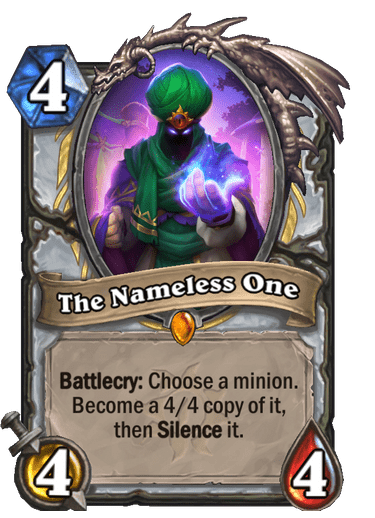 4
The Nameless One
Battlecry: Choose a minion.
Become a 4/4 copy of it,
then Silence it.
4
4